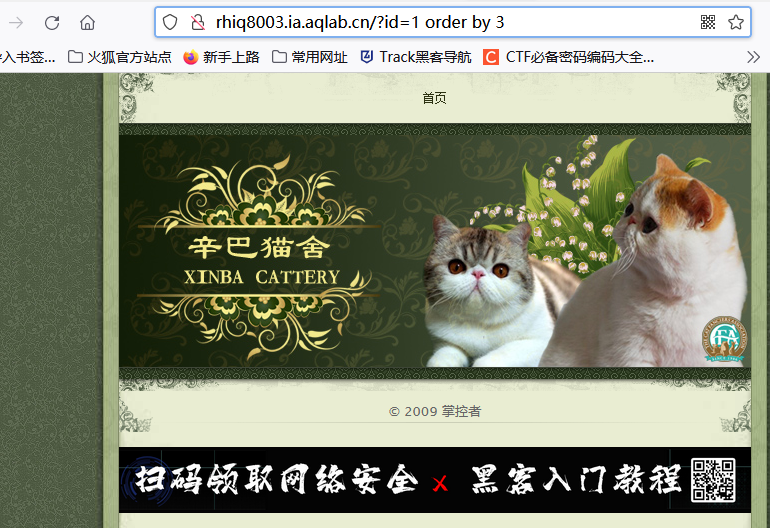 rhiq8003.ia.aqlab.cn/?id=1 order by 3
导入书签... 火狐官方站点 新手上路 常用网址 Track黑客导航 CTF必备密码编码大全...
首页
辛巴猫舍
XINBA CATTERY
© 2009 掌控者
扫码领取网络安全 x 黑客入门教程